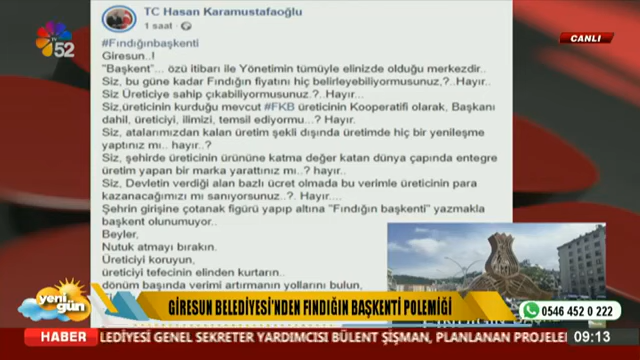 TC Hasan Karamustafaoğlu
1 saat
52
CANLI
#Fındığınbaşkenti
Giresun..!
"Başkent"... özü itibarı ile Yönetimin tümüyle elinizde olduğu merkezdir..
Siz, bu güne kadar Fındığın fiyatını hiç belirleyebiliyormusunuz,?..Hayır..
Siz Üreticiye sahip çıkabiliyormusunuz..?. Hayır...
Siz,üreticinin kurduğu mevcut #FKB üreticinin Kooperatifi olarak, Başkanı
dahil, üreticiyi, ilimizi, temsil ediyormu...? Hayır.
Siz, atalarımızdan kalan üretim şekli dışında üretimde hiç bir yenileşme
yaptınız mı.. hayır..?
Siz, şehirde üreticinin ürününe katma değer katan dünya çapında entegre
üretim yapan bir marka yarattınız mı..? hayır..
Siz, Devletin verdiği alan bazlı ücret olmada bu verimle üreticinin para
kazanacağımızı mı sanıyorsunuz..?. Hayır....
Şehrin girişine çotanak figürü yapıp altına "Fındığın başkenti" yazmakla
başkent olunumuyor..
Beyler,
Nutuk atmayı bırakın.
Üreticiyi koruyun,
üreticiyi tefecinin elinden kurtarın..
dönüm başında verimi artırmanın yollarını bulun,
yeni gün
GİRESUN BELEDİYESİ'NDEN FINDIĞIN BAŞKENTİ POLEMİĞİ
0546 452 0 222
HABER
LEDİYESİ GENEL SEKRETER YARDIMCISI BÜLENT ŞİŞMAN, PLANLANAN PROJELE
09:13